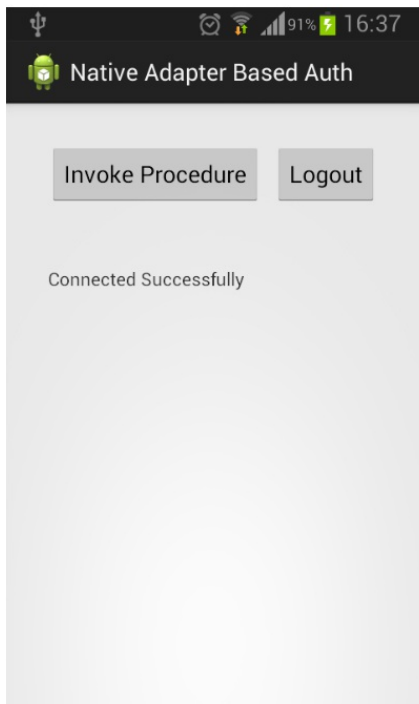 91% 16:37
Native Adapter Based Auth
Invoke Procedure Logout
Connected Successfully